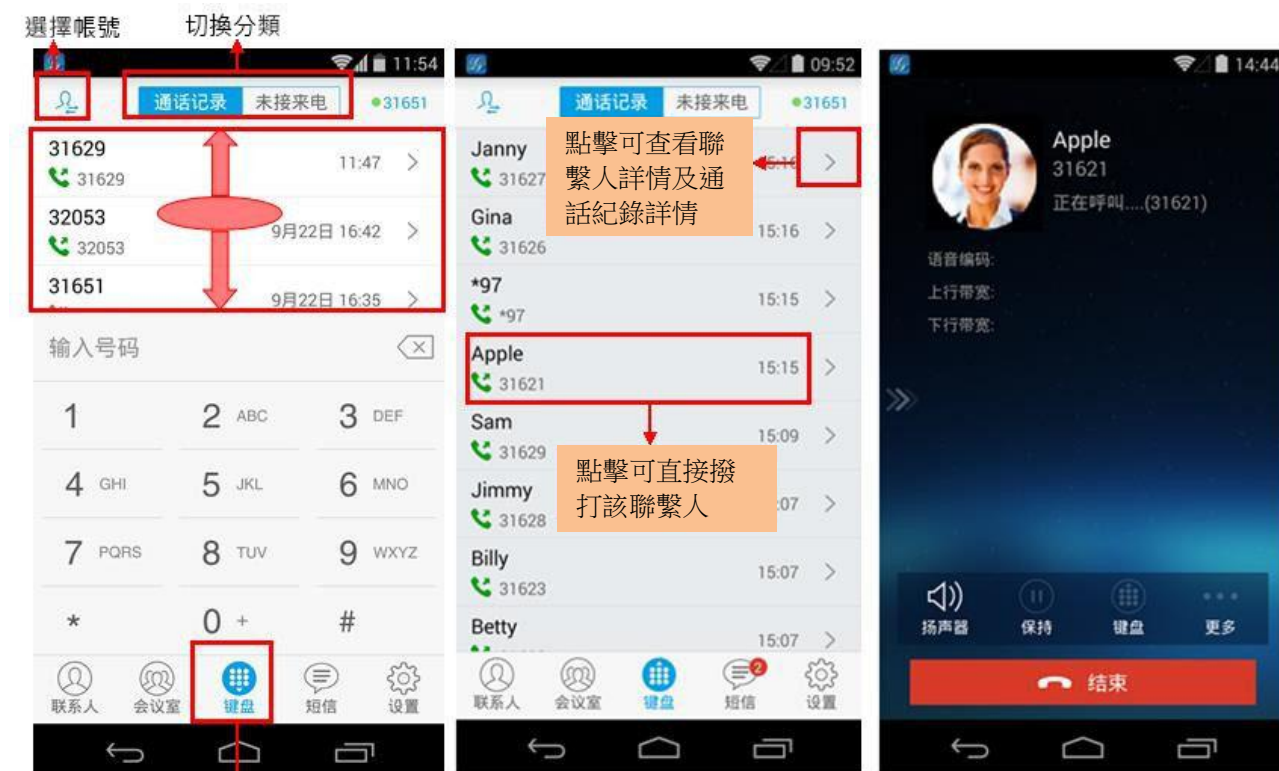 選擇帳號
切換分類
11:54
通话记录
未接来电
31651
31629
31629
11:47
32053
32053
9月22日 16:42
31651
9月22日 16:35
输入号码
1
2 ABC
3 DEF
4 GHI
5 JKL
6 MNO
7 PQRS
8 TUV
9 WXYZ
*
0 +
#
联系人
会议室
键盘
短信
设置
09:52
通话记录
未接来电
31651
Janny
31627
點擊可查看聯
繫人詳情及通
話紀錄詳情
Gina
31626
15:16
*97
*97
15:15
Apple
31621
15:15
Sam
31629
15:09
點擊可直接撥
打該聯繫人
Jimmy
31628
:07
Billy
31623
15:07
Betty
15:07
联系人
会议室
键盘
短信
2
设置
14:44
Apple
31621
正在呼叫....(31621)
语音编码:
上行带宽:
下行带宽:
扬声器
保持
键盘
更多
结束